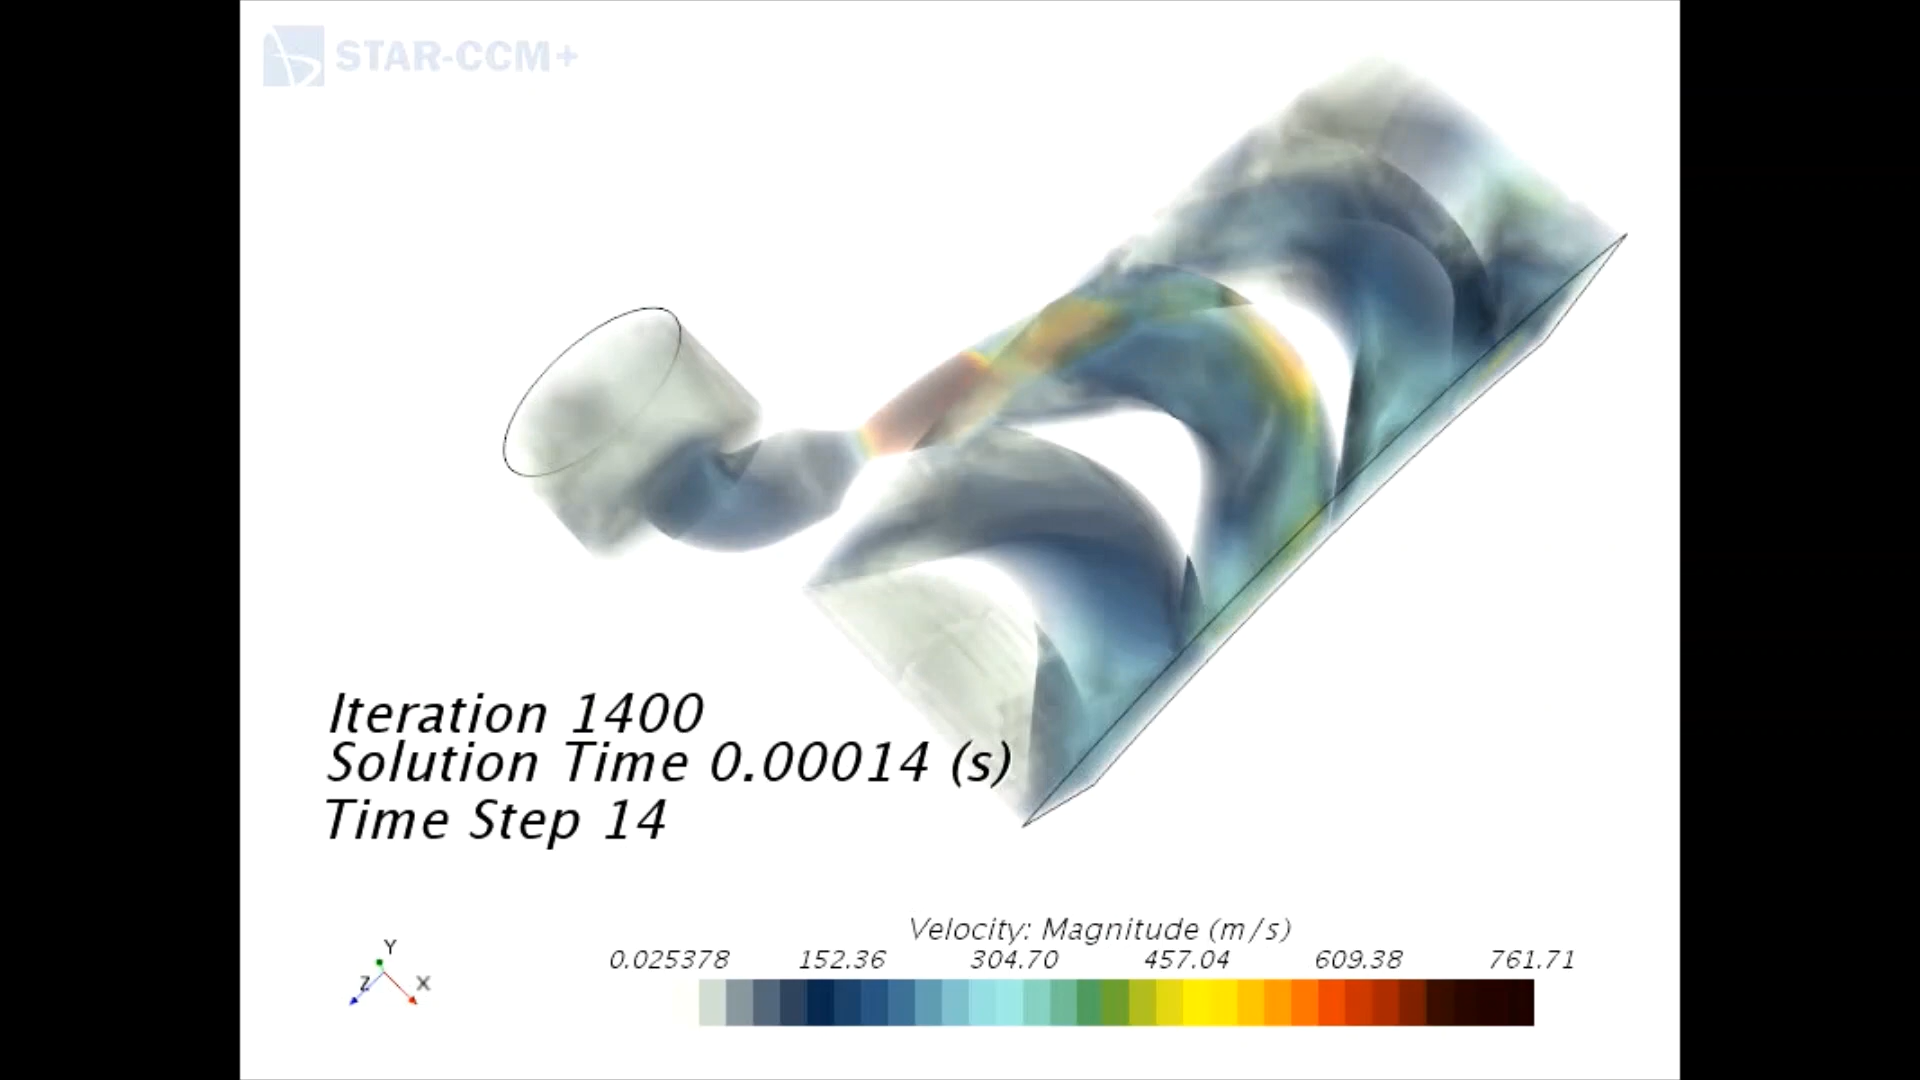 STAR-CCM+
Iteration 1400
Solution Time 0.00014 (s)
Time Step 14
Y
Z X
Velocity: Magnitude (m/s)
0.025378 152.36 304.70 457.04 609.38 761.71